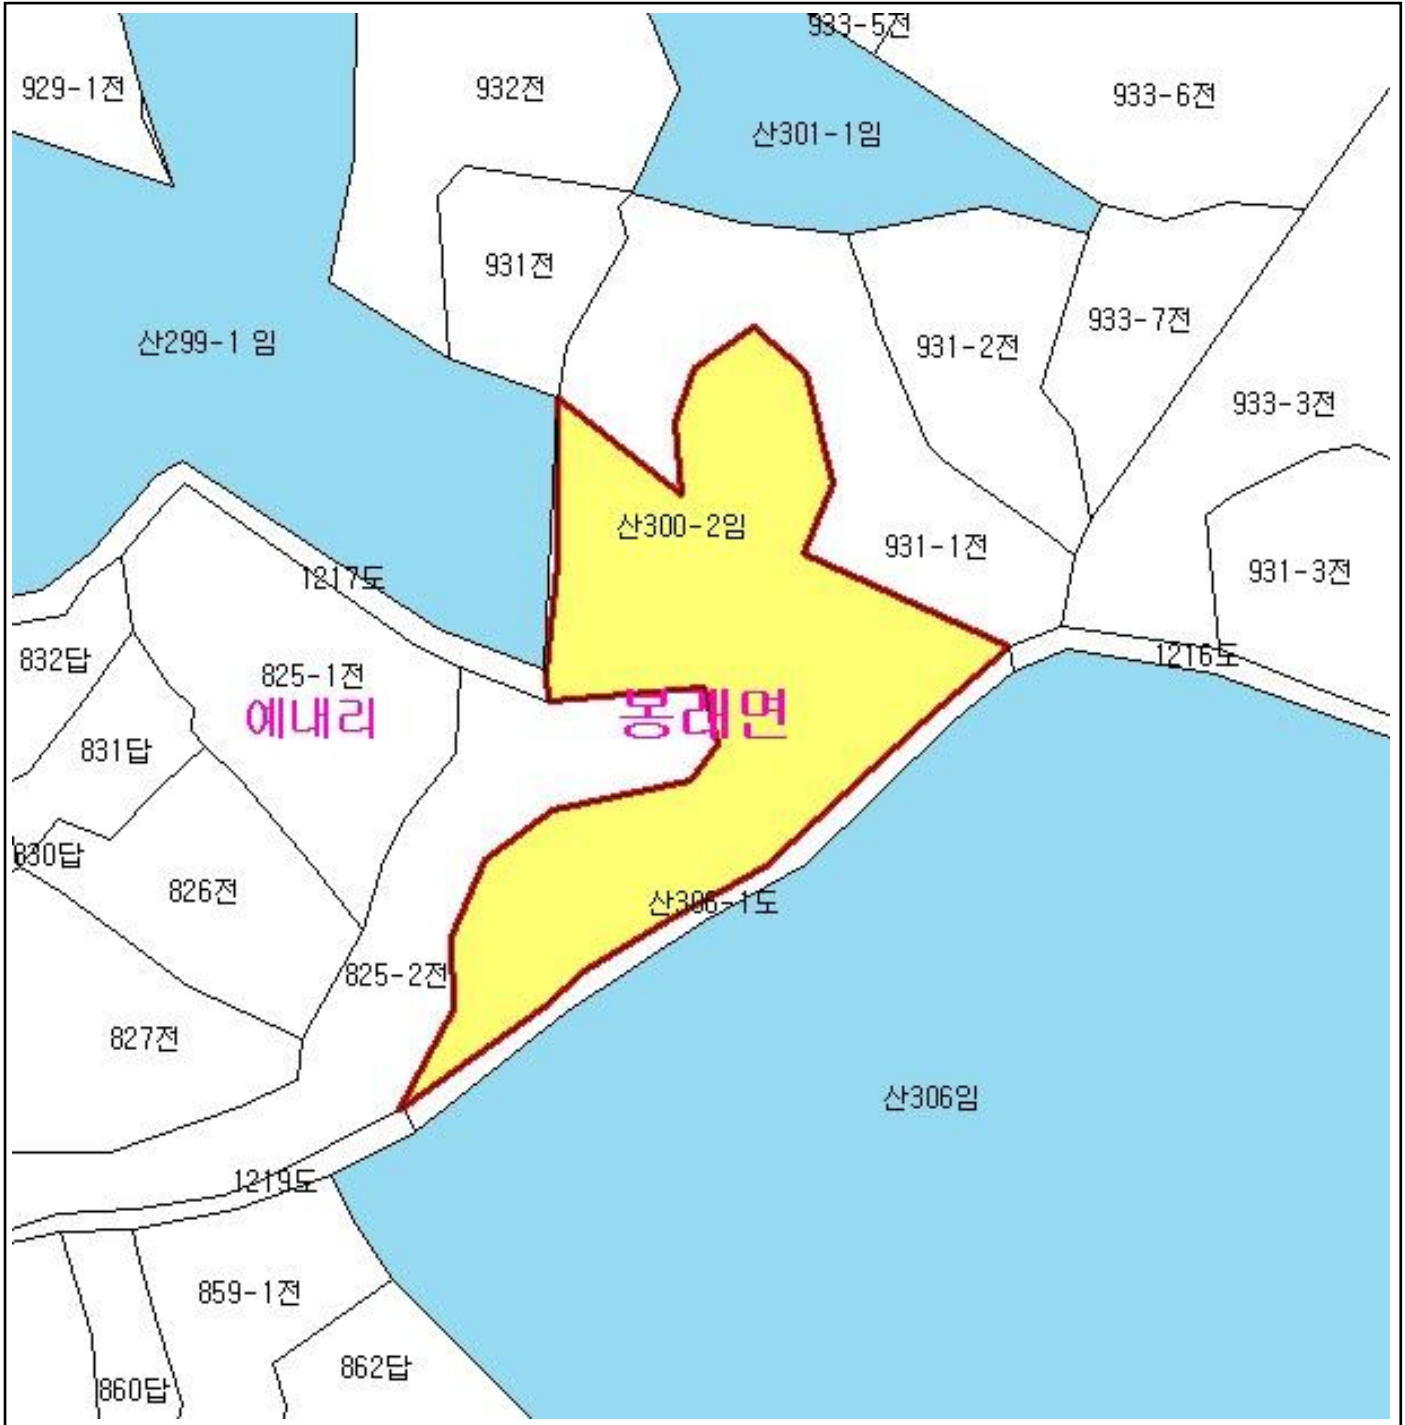 933-5전
929-1전
932전
933-6전
산301-1임
931전
933-7전
산299-1 임
931-2전
933-3전
산300-2임
931-1전
931-3전
1217도
1216도
832답
825-1전
예내리
봉래면
831답
830답
826전
산306-1도
825-2전
827전
산306임
1219도
859-1전
862답
860답